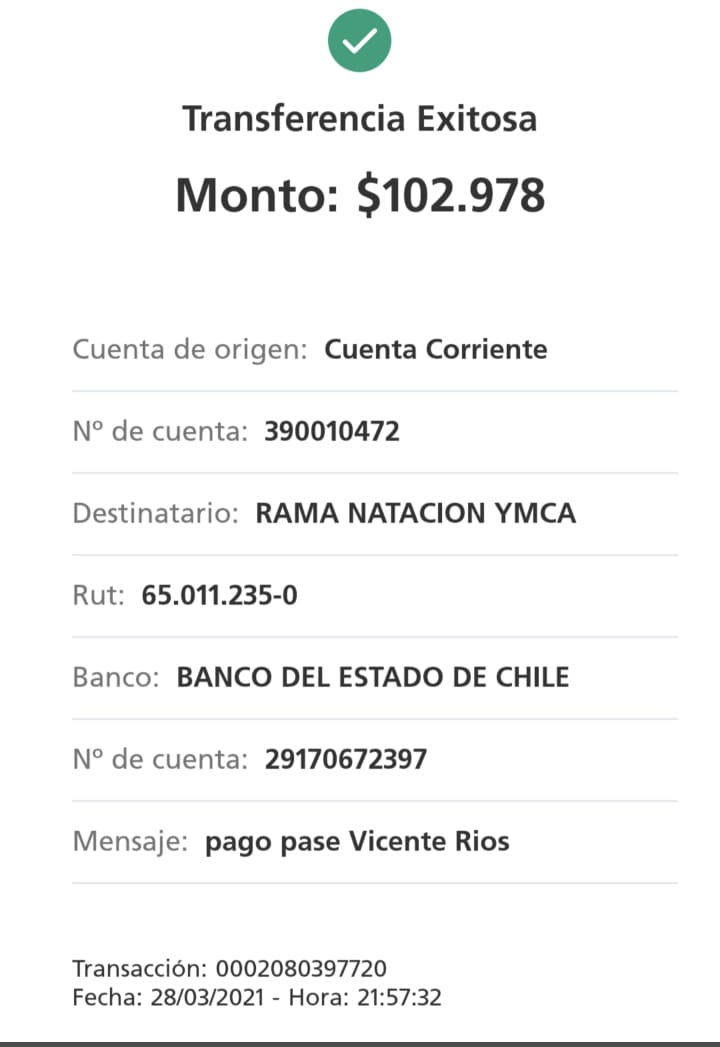 Transferencia Exitosa
Monto: $102.978
Cuenta de origen: Cuenta Corriente
Nº de cuenta: 390010472
Destinatario: RAMA NATACION YMCA
Rut: 65.011.235-0
Banco: BANCO DEL ESTADO DE CHILE
Nº de cuenta: 29170672397
Mensaje: pago pase Vicente Rios
Transacción: 0002080397720
Fecha: 28/03/2021 - Hora: 21:57:32